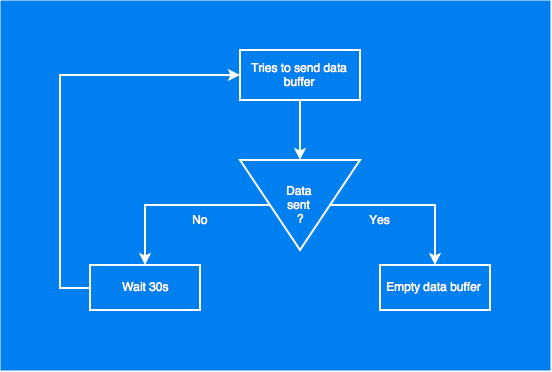 Tries to send data
buffer
Data
sent
?
No
Yes
Wait 30s
Empty data buffer